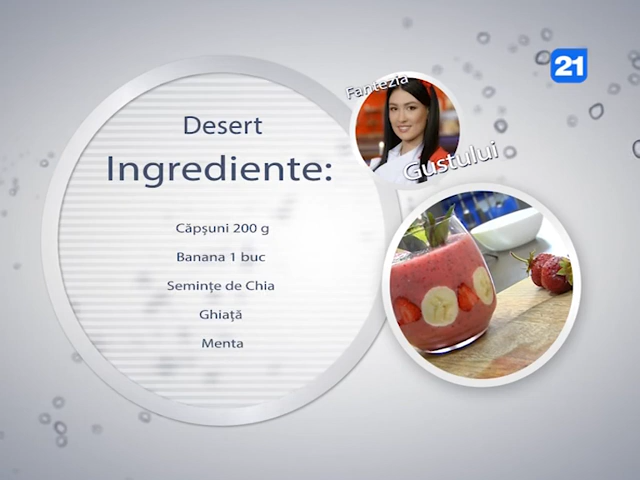 21
Fantezia
Gustului
Desert
Ingrediente:
Căpșuni 200 g
Banana 1 buc
Semințe de Chia
Ghiață
Menta